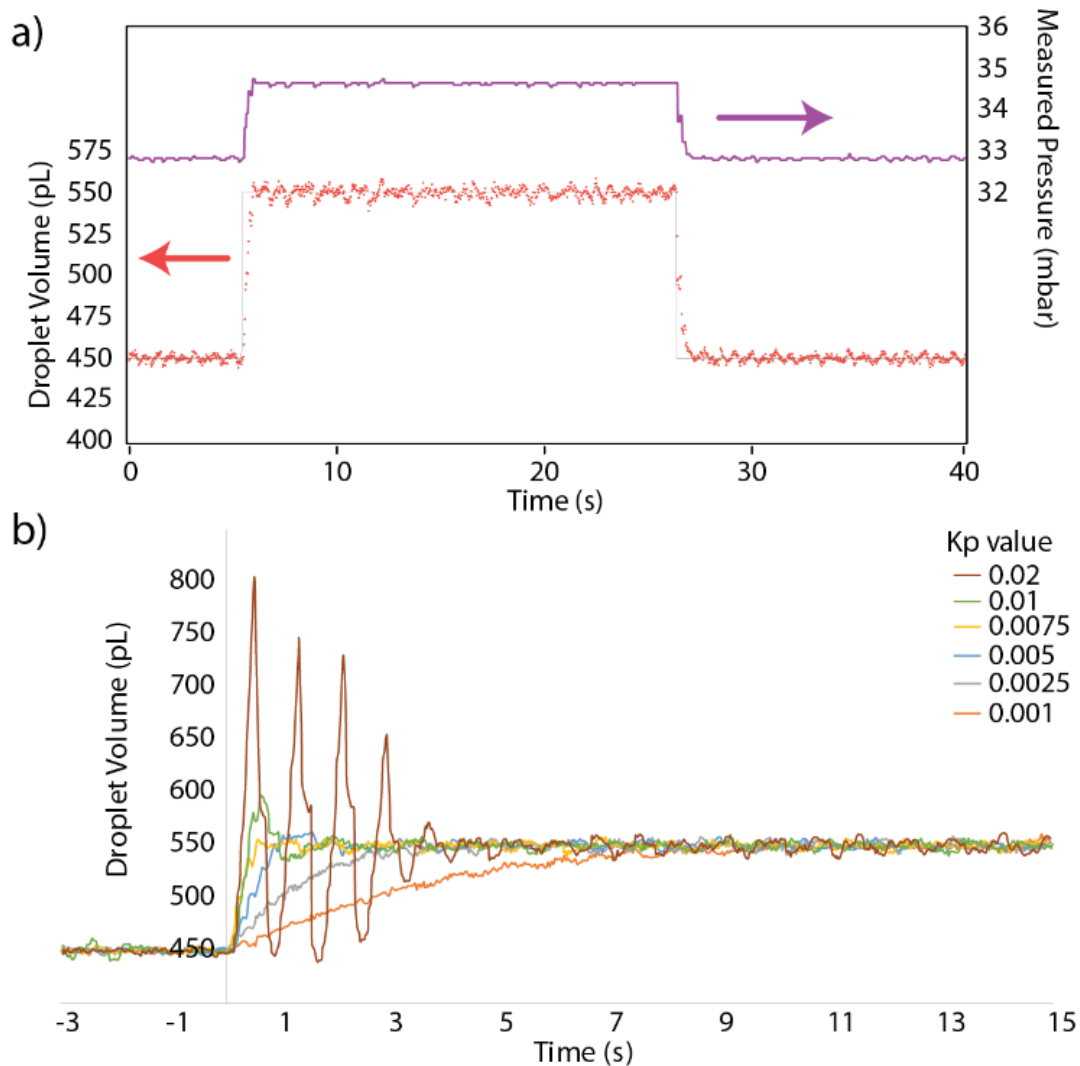 a)
Droplet Volume (pL)
575
550
525
500
475
450
425
400
36
35
34
33
32
Measured Pressure (mbar)
0 10 20 30 40
Time (s)
b)
Droplet Volume (pL)
800
750
700
650
600
550
500
450
Kp value
0.02
0.01
0.0075
0.005
0.0025
0.001
-3 -1 1 3 5 7 9 11 13 15
Time (s)